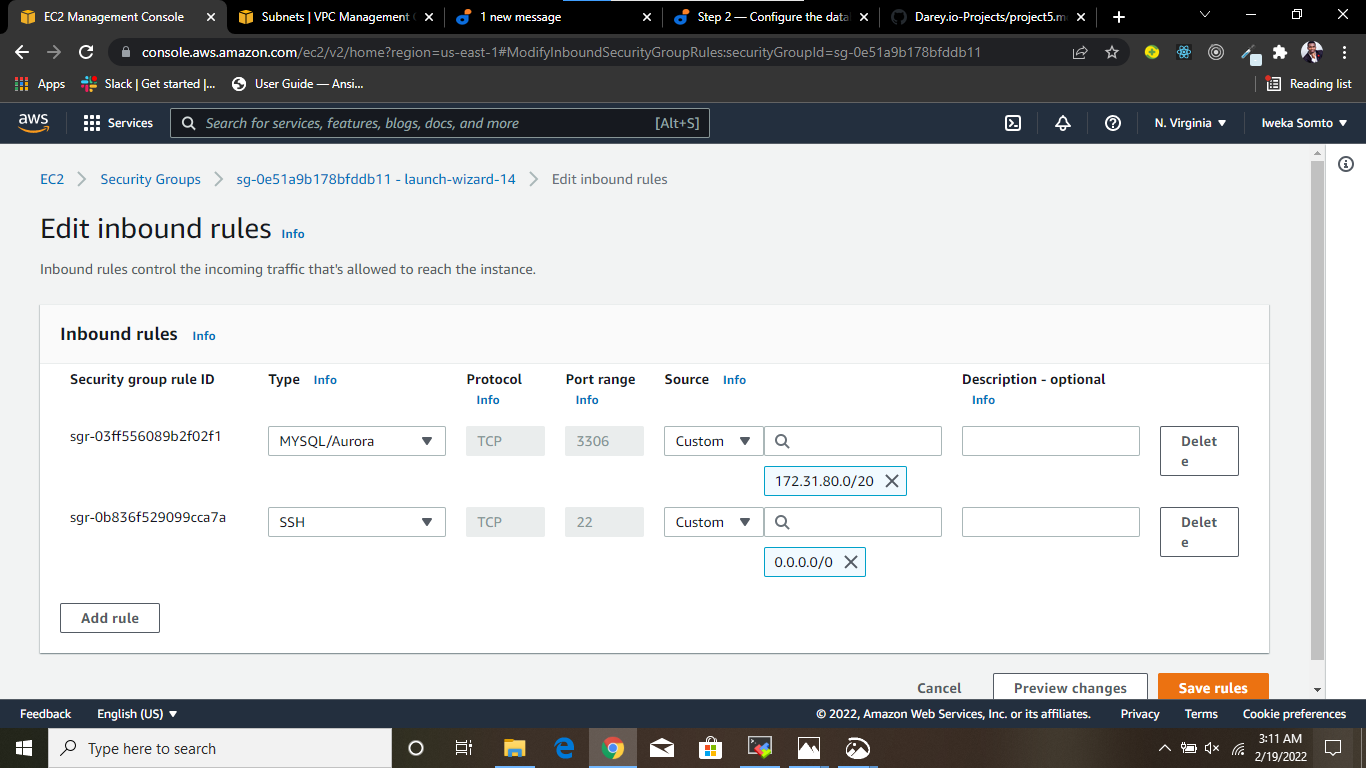 EC2 Management Console
Subnets | VPC Management
1 new message
Step 2 — Configure the data
Darey.io-Projects/project5.m
console.aws.amazon.com/ec2/v2/home?region=us-east-1#ModifyInboundSecurityGroupRules:securityGroupId=sg-0e51a9b178bfddb11
Apps
Slack | Get started |...
User Guide — Ansi...
Reading list
aws
Services
Search for services, features, blogs, docs, and more
[Alt+S]
N. Virginia
Iweka Somto
EC2
Security Groups
sg-0e51a9b178bfddb11 - launch-wizard-14
Edit inbound rules
Edit inbound rules Info
Inbound rules control the incoming traffic that's allowed to reach the instance.
Inbound rules Info
Security group rule ID
Type Info
Protocol
Info
Port range
Info
Source Info
Description - optional
Info
sgr-03ff556089b2f02f1
MYSQL/Aurora
TCP
3306
Custom
172.31.80.0/20
Delet
e
sgr-0b836f529099cca7a
SSH
TCP
22
Custom
0.0.0.0/0
Delet
e
Add rule
Cancel
Preview changes
Save rules
Feedback
English (US)
© 2022, Amazon Web Services, Inc. or its affiliates.
Privacy
Terms
Cookie preferences
Type here to search
3:11 AM
2/19/2022